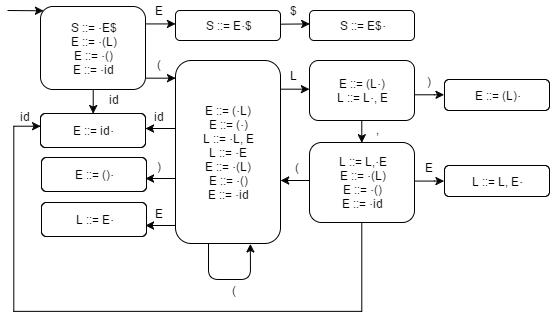 S ::= ·E$
E ::= ·(L)
E ::= ·()
E ::= ·id
E
S ::= E·$
$
S ::= E$·
(
id
E ::= (·L)
E ::= (·)
L ::= ·L, E
L ::= ·E
E ::= ·(L)
E ::= ·()
E ::= ·id
L
E ::= (L·)
L ::= L·, E
)
E ::= (L)·
id
E ::= id·
id
,
)
E ::= ()·
(
L ::= L,·E
E ::= ·(L)
E ::= ·()
E ::= ·id
E
L ::= L, E·
E
L ::= E·
(